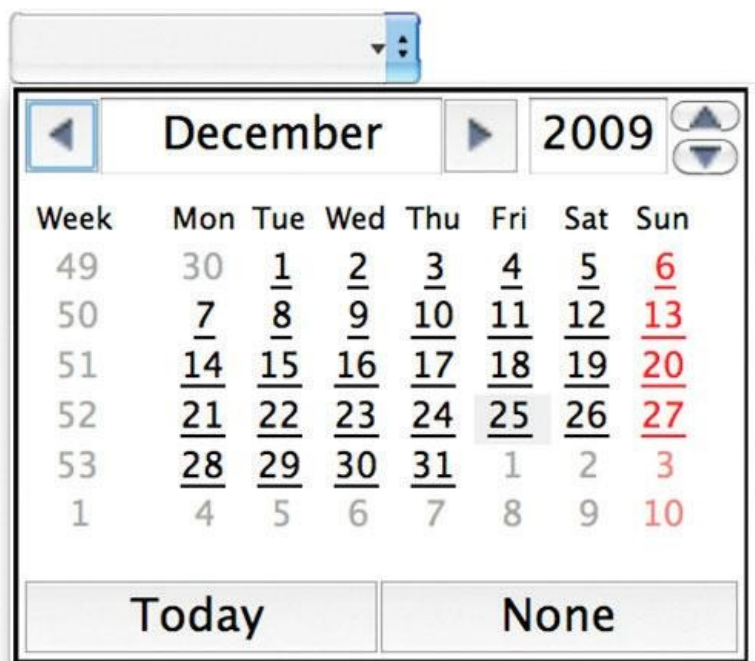 December 2009
Week Mon Tue Wed Thu Fri Sat Sun
49 30 1 2 3 4 5 6
50 7 8 9 10 11 12 13
51 14 15 16 17 18 19 20
52 21 22 23 24 25 26 27
53 28 29 30 31 1 2 3
1 4 5 6 7 8 9 10
Today None